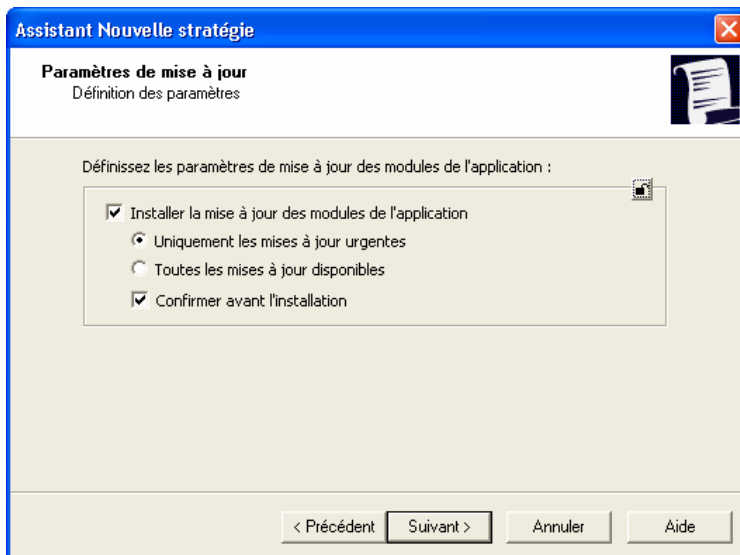 Assistant Nouvelle stratégie
Paramètres de mise à jour
Définition des paramètres
Définissez les paramètres de mise à jour des modules de l'application :
Installer la mise à jour des modules de l'application
Uniquement les mises à jour urgentes
Toutes les mises à jour disponibles
Confirmer avant l'installation
< Précédent Suivant > Annuler Aide